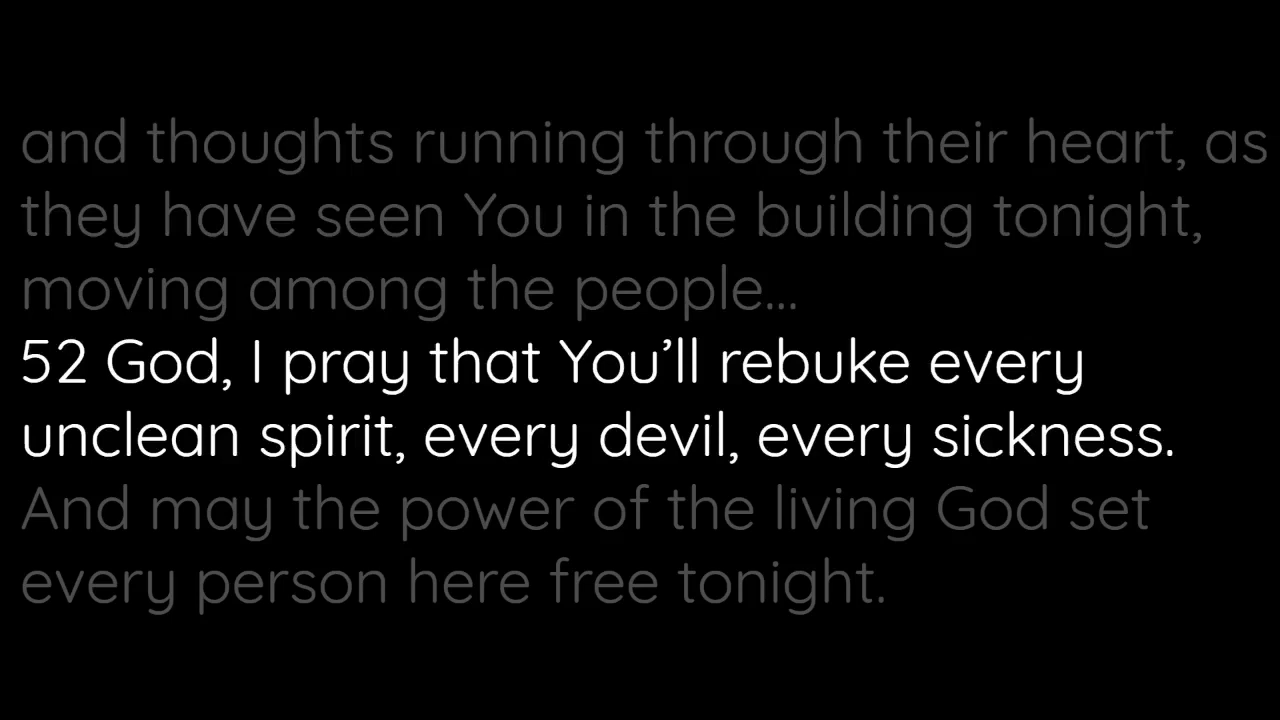 and thoughts running through their heart, as
they have seen You in the building tonight,
moving among the people...
52 God, I pray that You’ll rebuke every
unclean spirit, every devil, every sickness.
And may the power of the living God set
every person here free tonight.